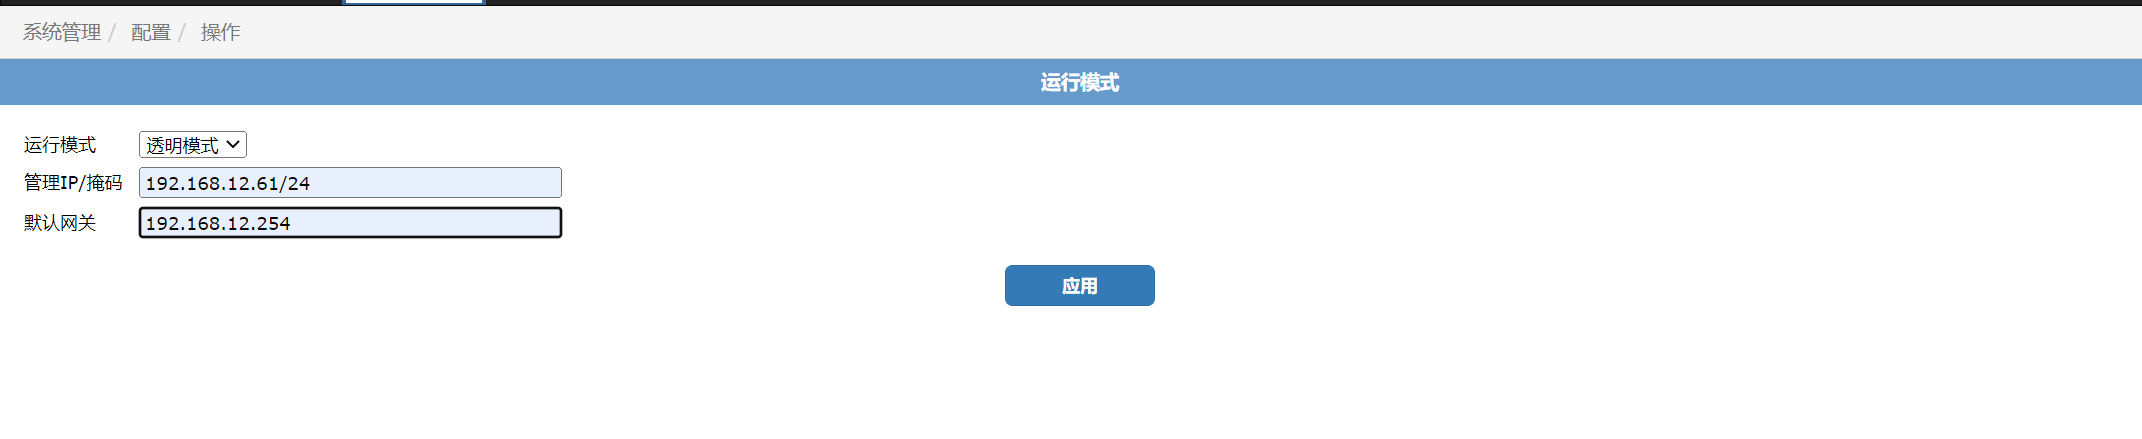 系统管理 / 配置 / 操作
运行模式
运行模式 透明模式
管理IP/掩码 192.168.12.61/24
默认网关 192.168.12.254
应用